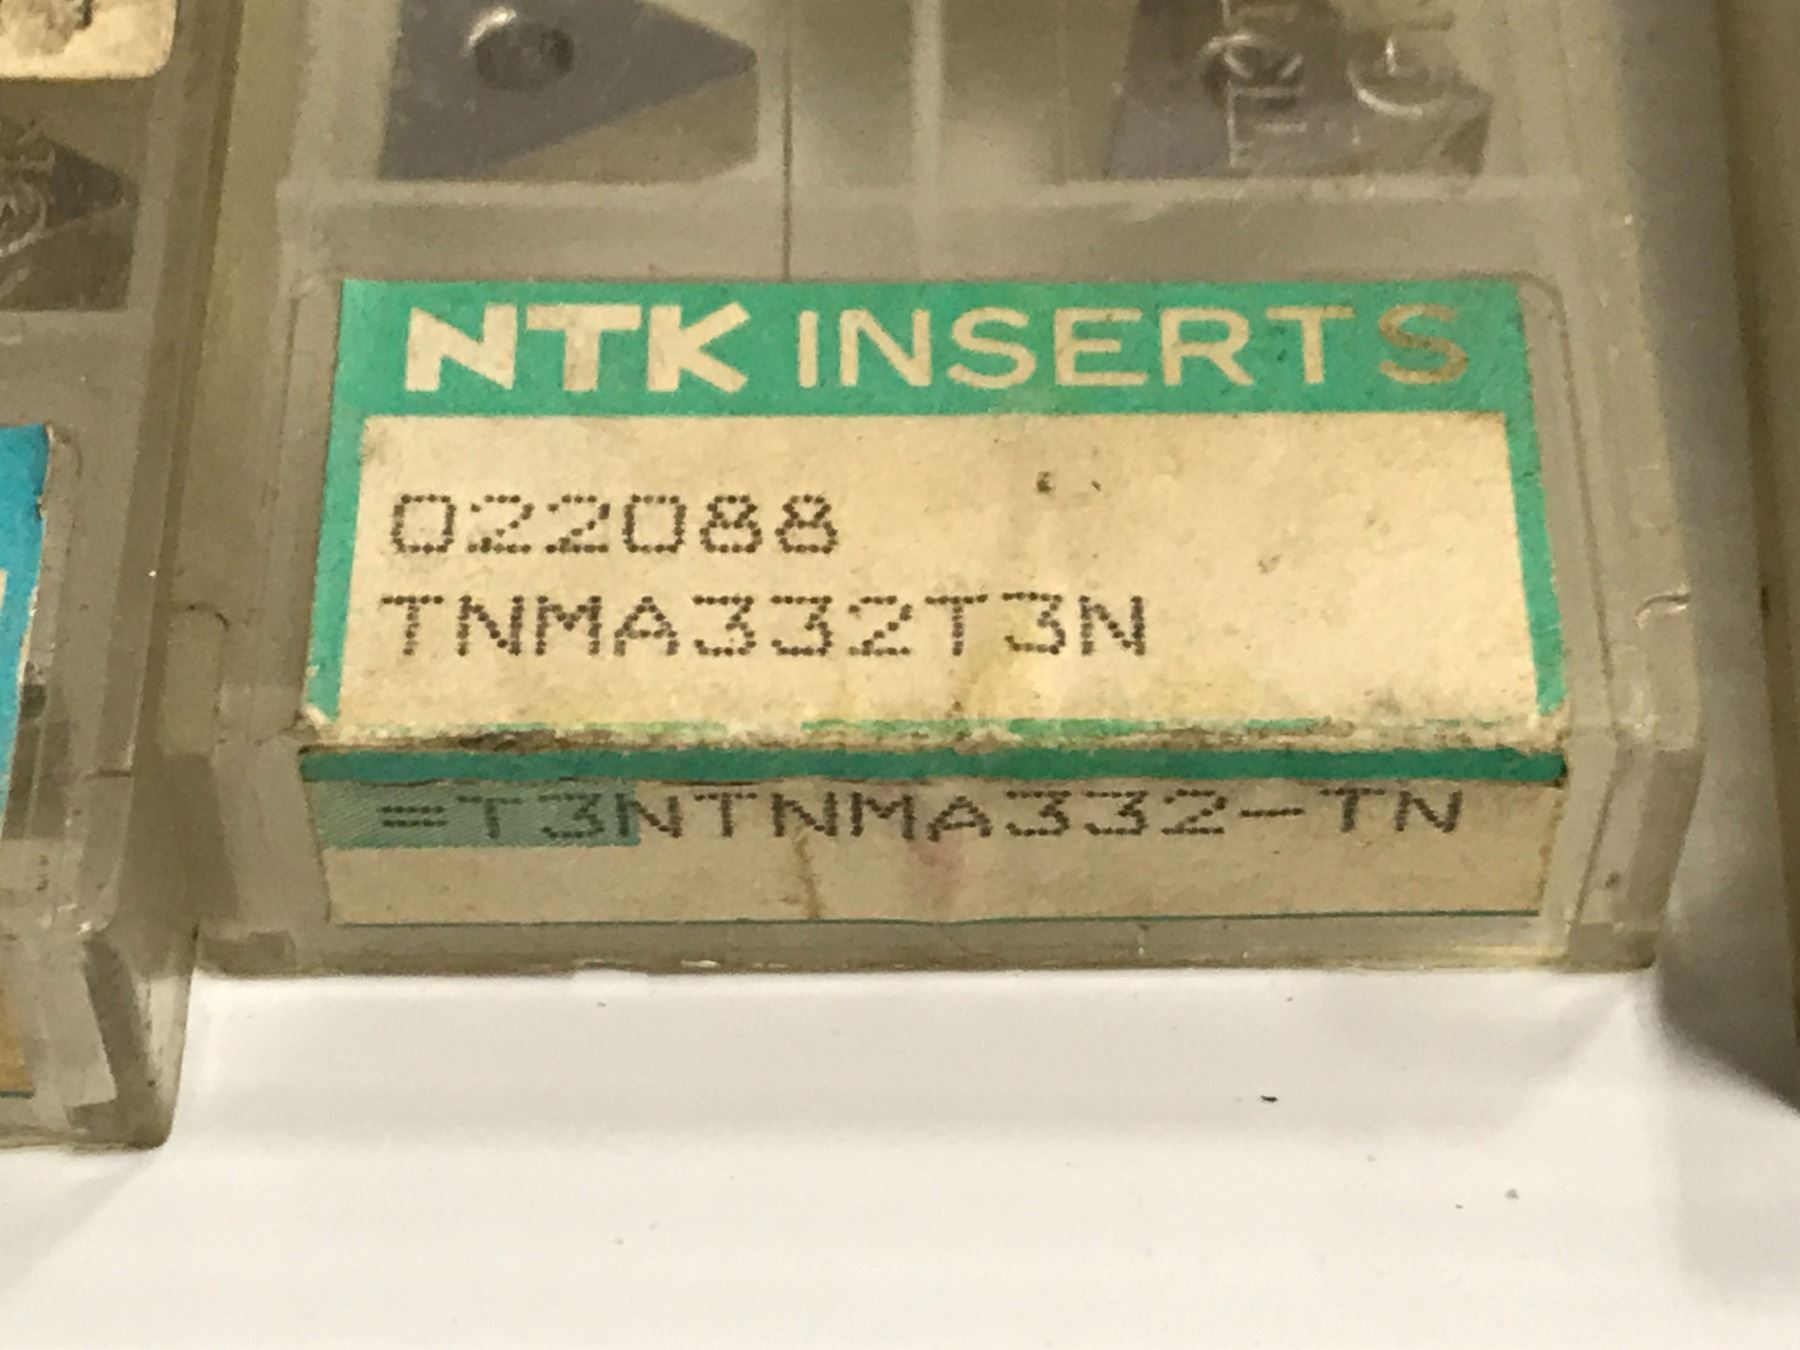 NTK INSERTS
022088
TNMA332T3N
=T3NTNMA332-TN